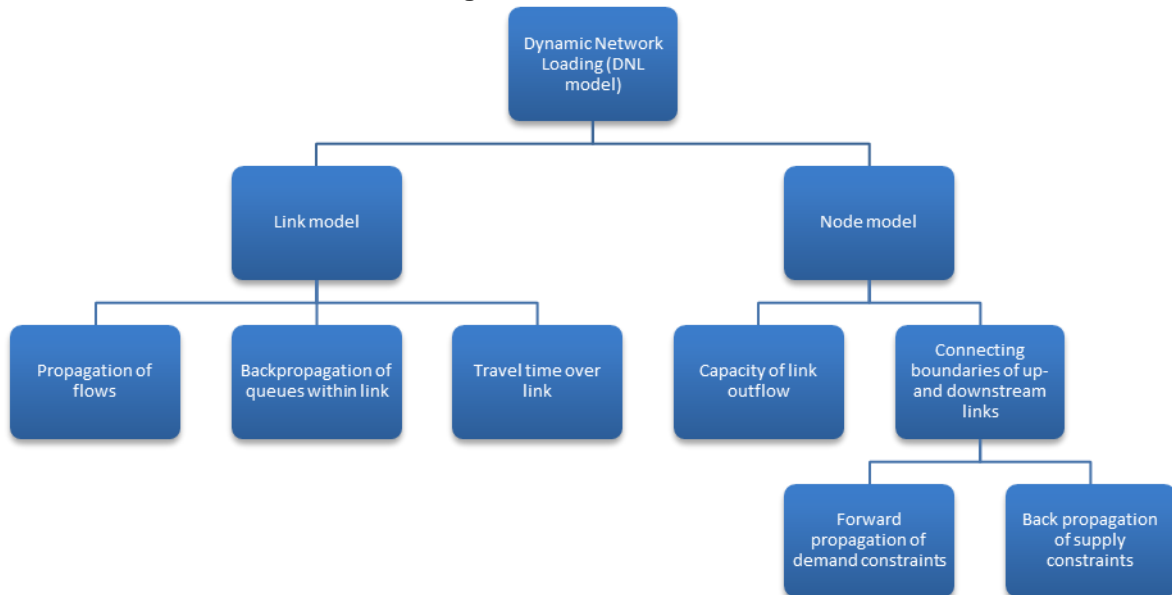 Dynamic Network
Loading (DNL
model)
Link model
Node model
Propagation of
flows
Backpropagation of
queues within link
Travel time over
link
Capacity of link
outflow
Connecting
boundaries of up-
and downstream
links
Forward
propagation of
demand constraints
Back propagation
of supply
constraints